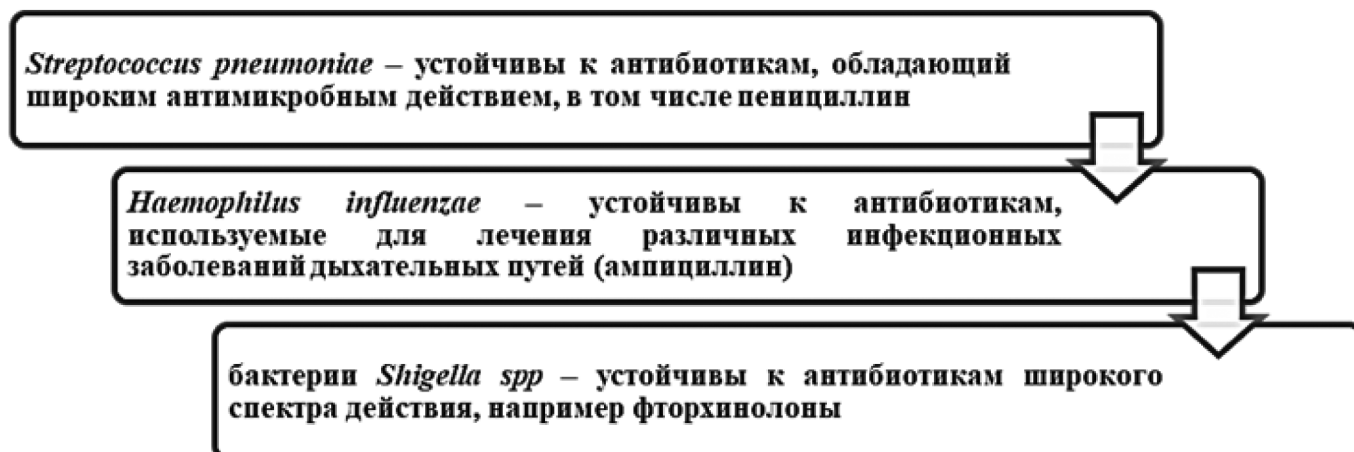 Streptococcus pneumoniae – устойчивы к антибиотикам, обладающий
широким антимикробным действием, в том числе пенициллин
Haemophilus influenzae – устойчивы к антибиотикам,
используемые для лечения различных инфекционных
заболеваний дыхательных путей (ампициллин)
бактерии Shigella spp – устойчивы к антибиотикам широкого
спектра действия, например фторхинолоны